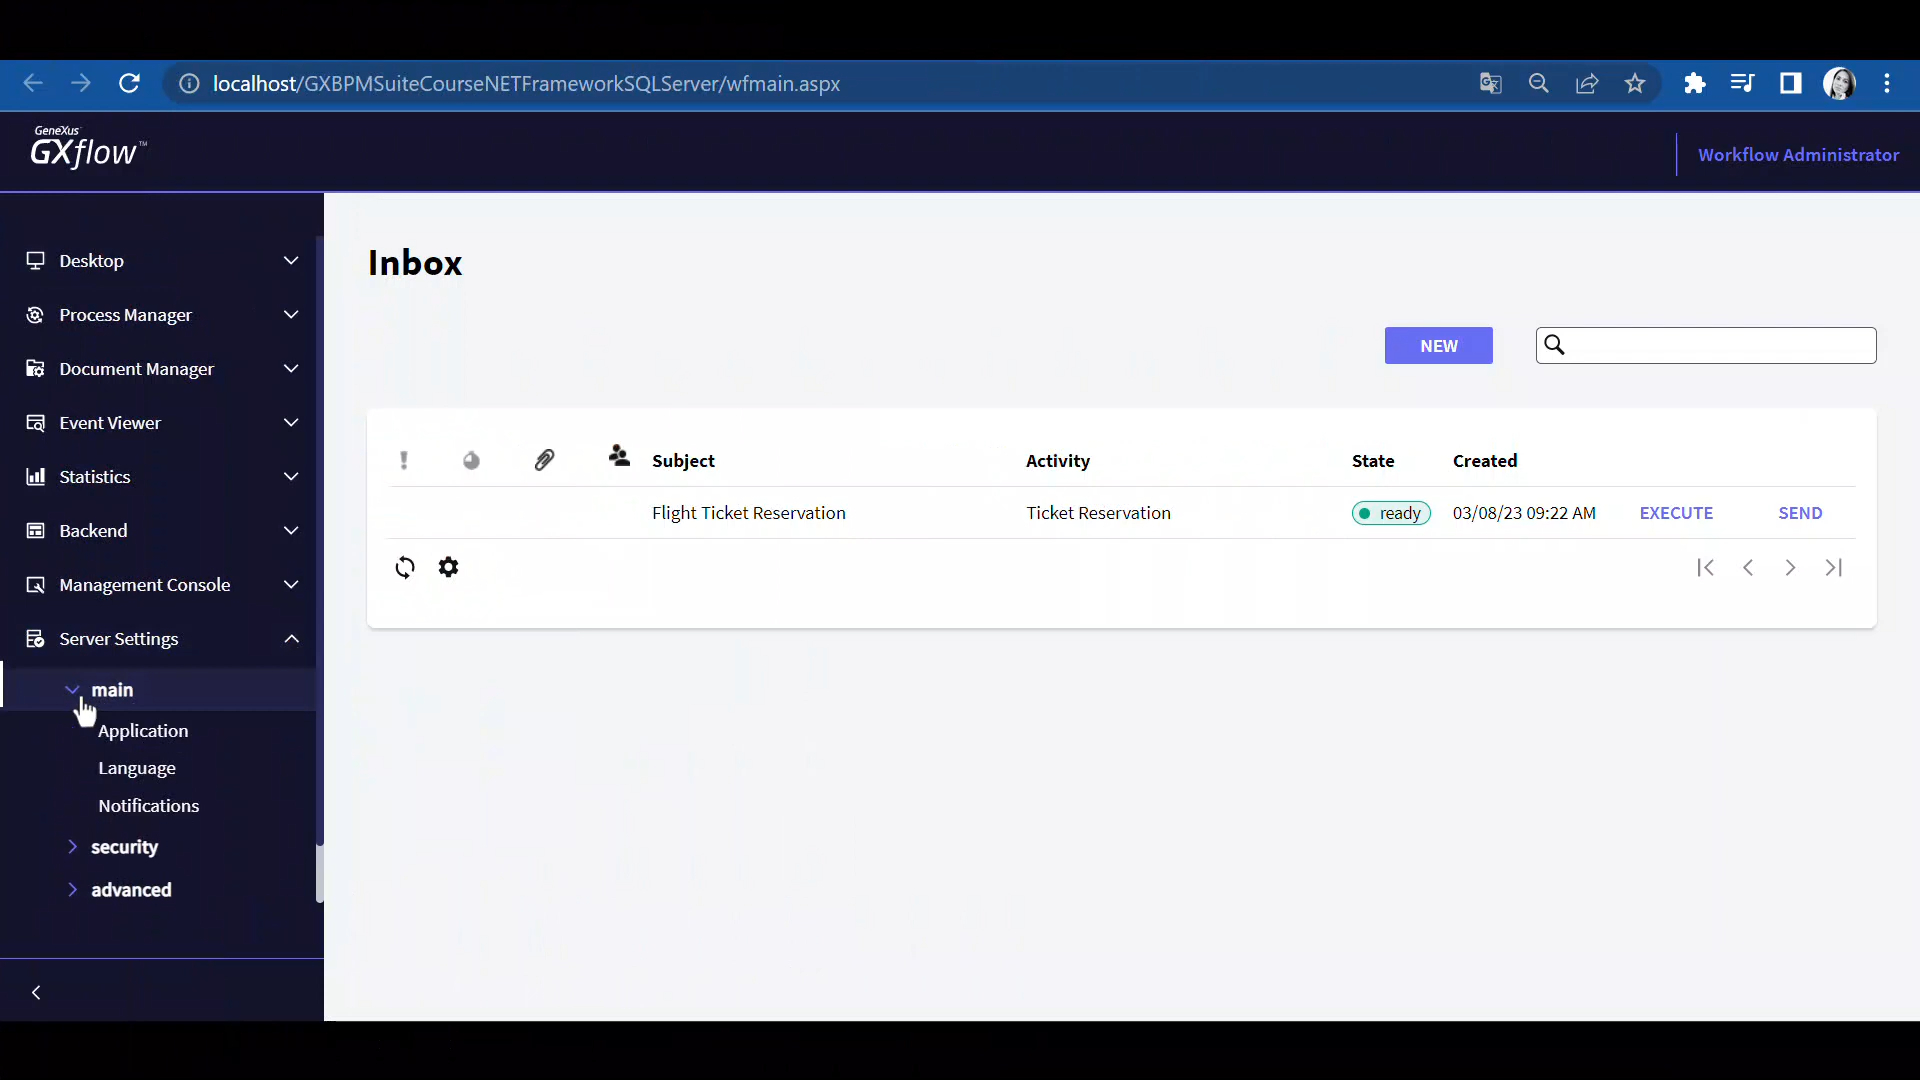 localhost/GXBPMSuiteCourseNETFrameworkSQLServer/wfmain.aspx
GeneXus
GXflow™
Workflow Administrator
Desktop
Process Manager
Document Manager
Event Viewer
Statistics
Backend
Management Console
Server Settings
main
Application
Language
Notifications
security
advanced
Inbox
NEW
Subject Activity State Created
Flight Ticket Reservation Ticket Reservation ready 03/08/23 09:22 AM EXECUTE SEND